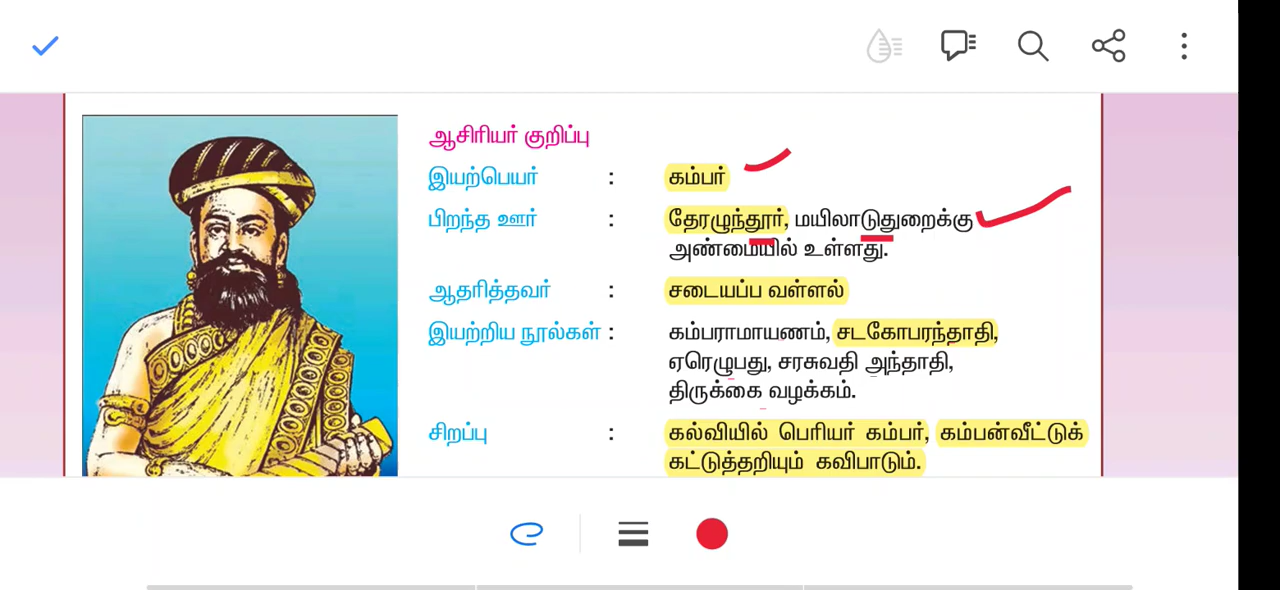 ஆசிரியர் குறிப்பு
இயற்பெயர் : கம்பர்
பிறந்த ஊர் : தேரழுந்தூர், மயிலாடுதுறைக்கு
அண்மையில் உள்ளது.
ஆதரித்தவர் : சடையப்ப வள்ளல்
இயற்றிய நூல்கள் : கம்பராமாயணம், சடகோபரந்தாதி,
ஏரெழுபது, சரசுவதி அந்தாதி,
திருக்கை வழக்கம்.
சிறப்பு : கல்வியில் பெரியர் கம்பர், கம்பன்வீட்டுக்
கட்டுத்தறியும் கவிபாடும்.